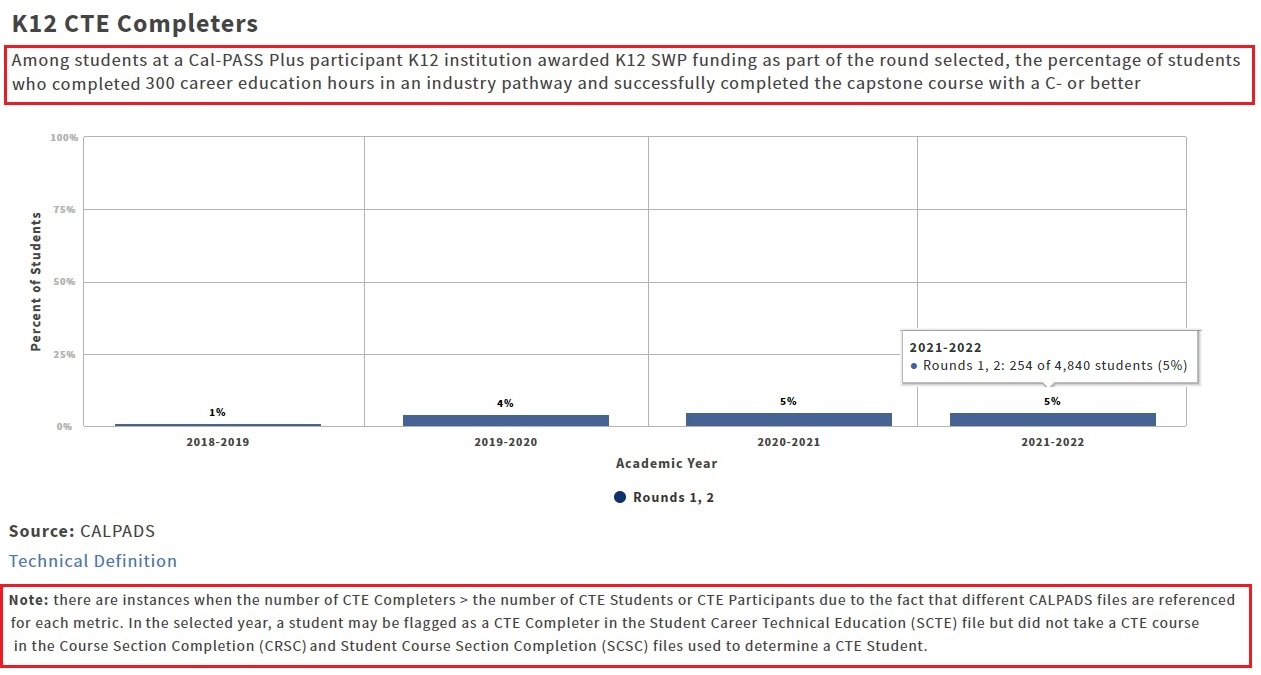 K12 CTE Completers
Among students at a Cal-PASS Plus participant K12 institution awarded K12 SWP funding as part of the round selected, the percentage of students
who completed 300 career education hours in an industry pathway and successfully completed the capstone course with a C- or better
100%
75%
50%
25%
0%
Percent of Students
1%
4%
5%
5%
2021-2022
Rounds 1, 2: 254 of 4,840 students (5%)
2018-2019
2019-2020
2020-2021
2021-2022
Academic Year
Rounds 1, 2
Source: CALPADS
Technical Definition
Note: there are instances when the number of CTE Completers > the number of CTE Students or CTE Participants due to the fact that different CALPADS files are referenced
for each metric. In the selected year, a student may be flagged as a CTE Completer in the Student Career Technical Education (SCTE) file but did not take a CTE course
in the Course Section Completion (CRSC) and Student Course Section Completion (SCSC) files used to determine a CTE Student.